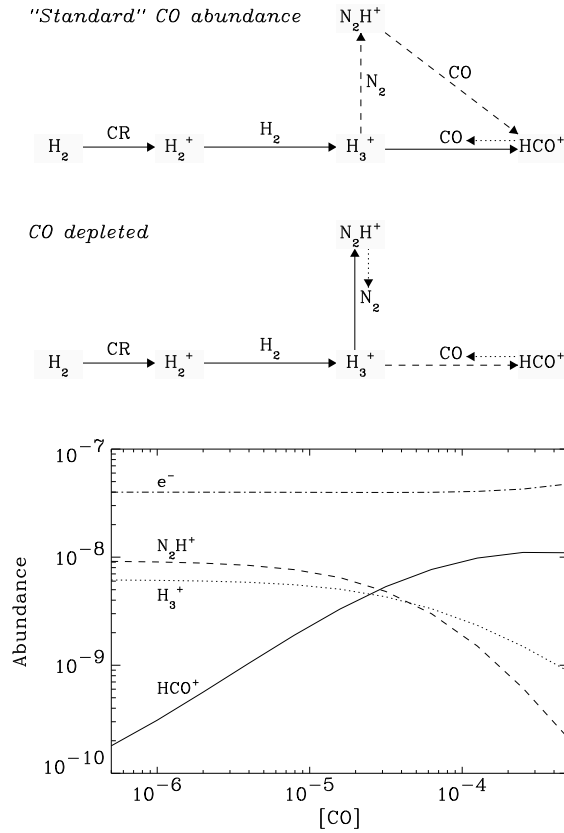 "Standard" CO abundance
N₂H⁺
CO
N₂
H₂ CR H₂⁺ H₂ H₃⁺ CO HCO⁺
CO depleted
N₂H⁺
N₂
H₂ CR H₂⁺ H₂ H₃⁺ CO HCO⁺
10⁻⁷
e⁻
10⁻⁸
N₂H⁺
H₃⁺
Abundance
10⁻⁹
HCO⁺
10⁻¹⁰
10⁻⁶ 10⁻⁵ 10⁻⁴
[CO]